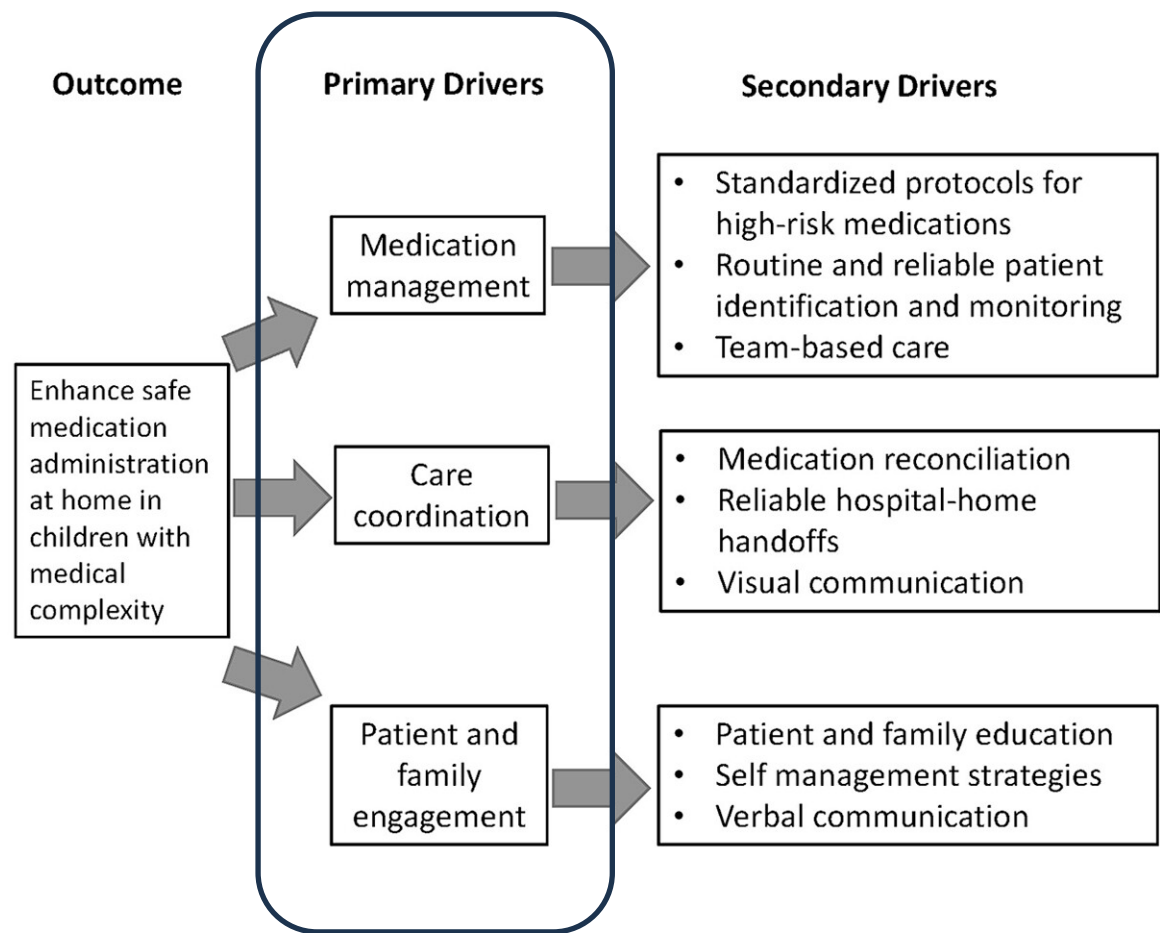 Outcome
Primary Drivers
Secondary Drivers
Enhance safe
medication
administration
at home in
children with
medical
complexity
Medication
management
• Standardized protocols for
high-risk medications
• Routine and reliable patient
identification and monitoring
• Team-based care
Care
coordination
• Medication reconciliation
• Reliable hospital-home
handoffs
• Visual communication
Patient and
family
engagement
• Patient and family education
• Self management strategies
• Verbal communication